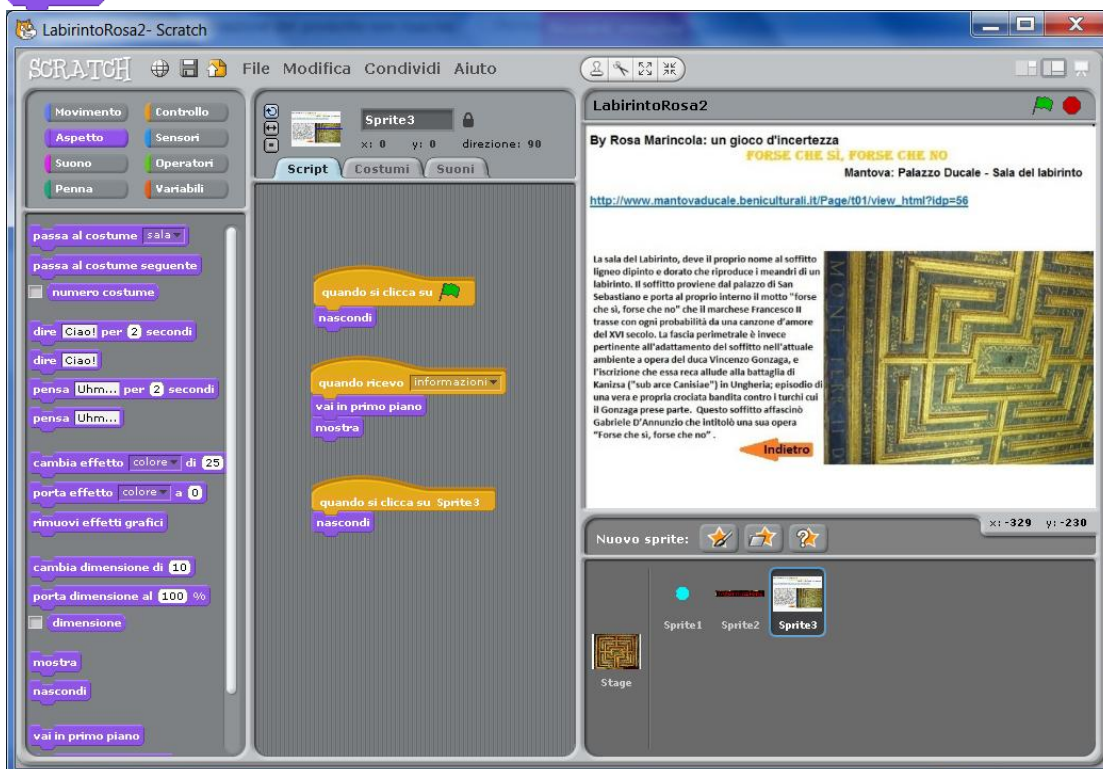 LabirintoRosa2- Scratch
SCRATCH File Modifica Condividi Aiuto
Movimento Controllo
Aspetto Sensori
Suono Operatori
Penna Variabili
passa al costume sala
passa al costume seguente
numero costume
dire Ciao! per 2 secondi
dire Ciao!
pensa Uhm... per 2 secondi
pensa Uhm...
cambia effetto colore di 25
porta effetto colore a 0
rimuovi effetti grafici
cambia dimensione di 10
porta dimensione al 100 %
dimensione
mostra
nascondi
vai in primo piano
Sprite3
x: 0 y: 0 direzione: 90
Script Costumi Suoni
quando si clicca su
nascondi
quando ricevo informazioni
vai in primo piano
mostra
quando si clicca su Sprite3
nascondi
LabirintoRosa2
By Rosa Marincola: un gioco d'incertezza
FORSE CHE SÌ, FORSE CHE NO
Mantova: Palazzo Ducale - Sala del labirinto
http://www.mantovaducale.beniculturali.it/Page/t01/view_html?idp=56
La sala del Labirinto, deve il proprio nome al soffitto
ligneo dipinto e dorato che riproduce i meandri di un
labirinto. Il soffitto proviene dal palazzo di San
Sebastiano e porta al proprio interno il motto "forse
che sì, forse che no" che il marchese Francesco II
trasse con ogni probabilità da una canzone d'amore
del XVI secolo. La fascia perimetrale è invece
pertinente all'adattamento del soffitto nell'attuale
ambiente a opera del duca Vincenzo Gonzaga, e
l'iscrizione che essa reca allude alla battaglia di
Kanizsa ("sub arce Canisiae") in Ungheria; episodio di
una vera e propria crociata bandita contro i turchi cui
il Gonzaga prese parte. Questo soffitto affascinò
Gabriele D'Annunzio che intitolò una sua opera
"Forse che sì, forse che no" .
Indietro
x: -329 y: -230
Nuovo sprite:
Sprite1 Sprite2 Sprite3
Stage